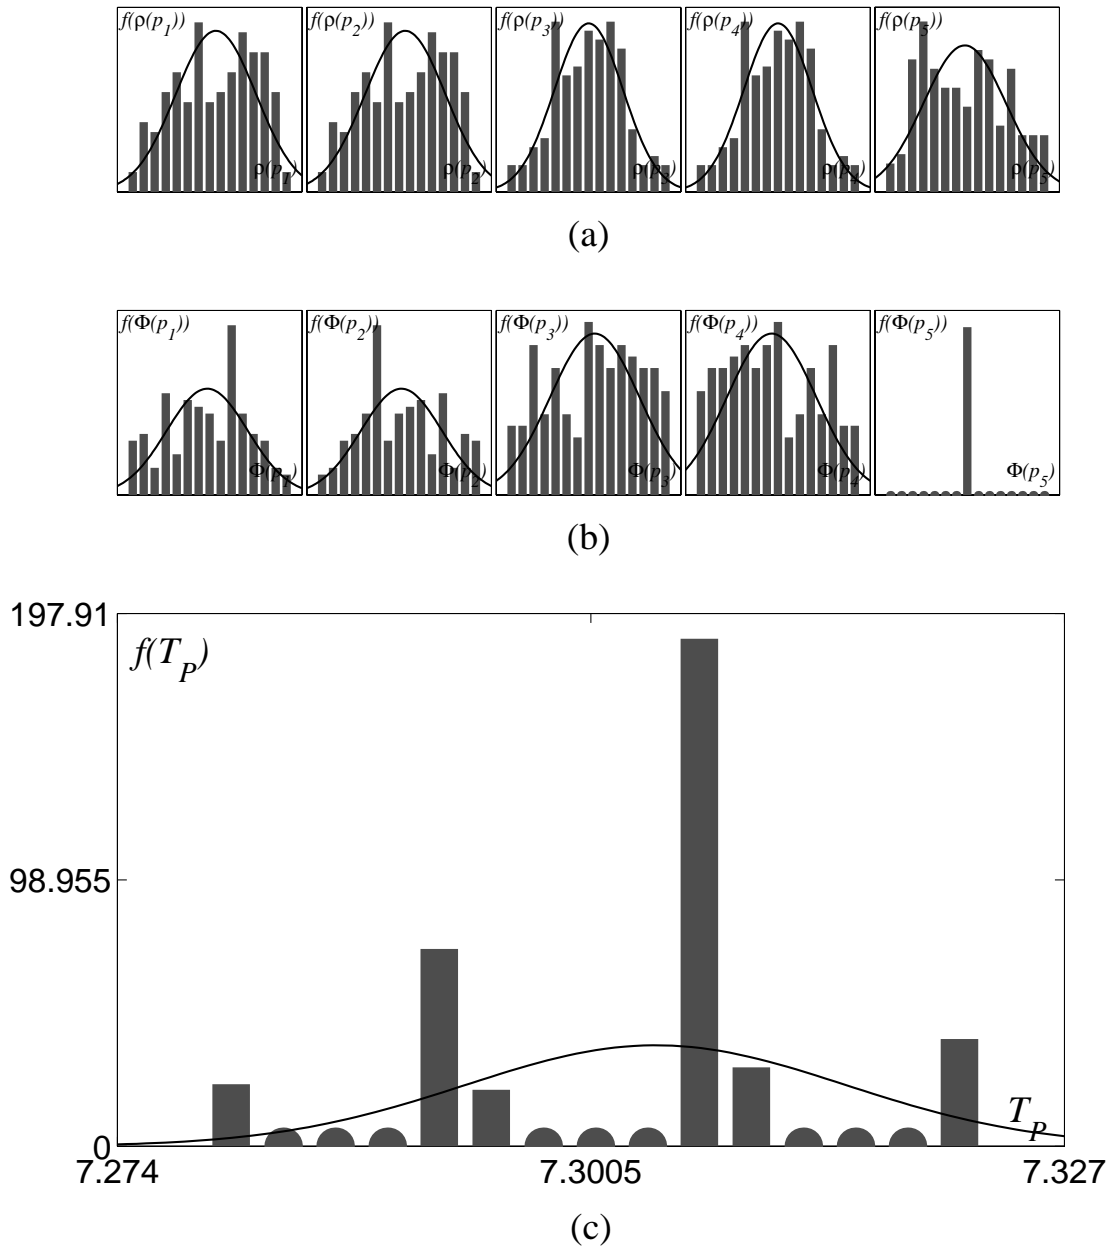 f(ρ(p1)) f(ρ(p2)) f(ρ(p3)) f(ρ(p4)) f(ρ(p5))
ρ(p1) ρ(p2) ρ(p3) ρ(p4) ρ(p5)
(a)
f(Φ(p1)) f(Φ(p2)) f(Φ(p3)) f(Φ(p4)) f(Φ(p5))
Φ(p1) Φ(p2) Φ(p3) Φ(p4) Φ(p5)
(b)
197.91
f(TP)
98.955
TP
0
7.274 7.3005 7.327
(c)